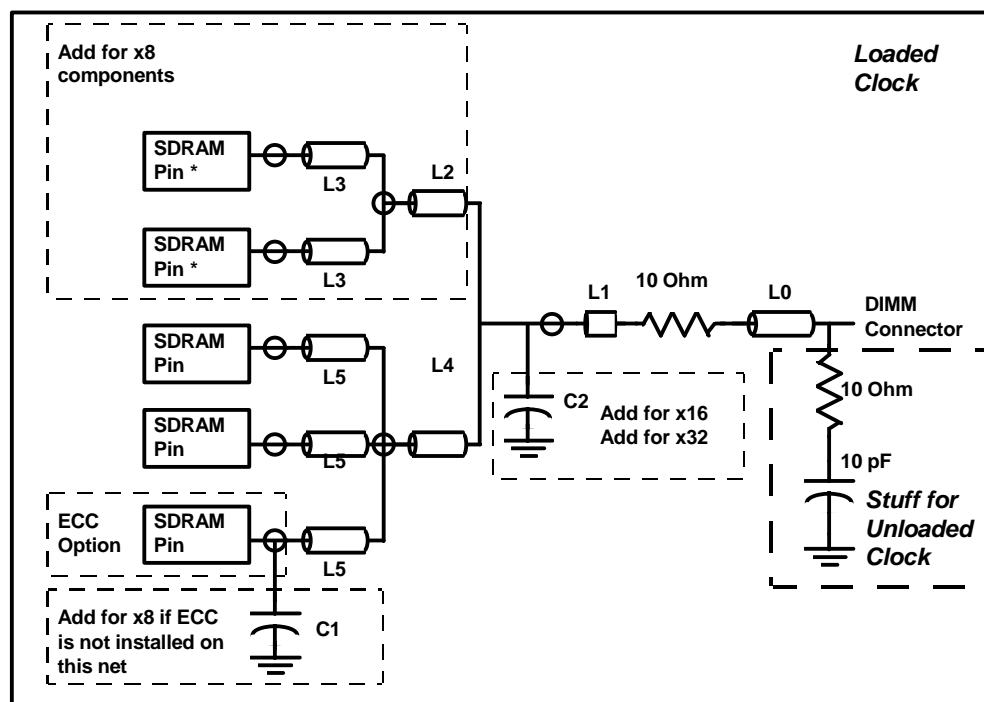 Add for x8
components
Loaded
Clock
SDRAM
Pin *
L3
L2
SDRAM
Pin *
L3
L1
10 Ohm
L0
DIMM
Connector
SDRAM
Pin
L5
L4
10 Ohm
C2
Add for x16
Add for x32
SDRAM
Pin
L5
10 pF
Stuff for
Unloaded
Clock
ECC
Option
SDRAM
Pin
L5
Add for x8 if ECC
is not installed on
this net
C1